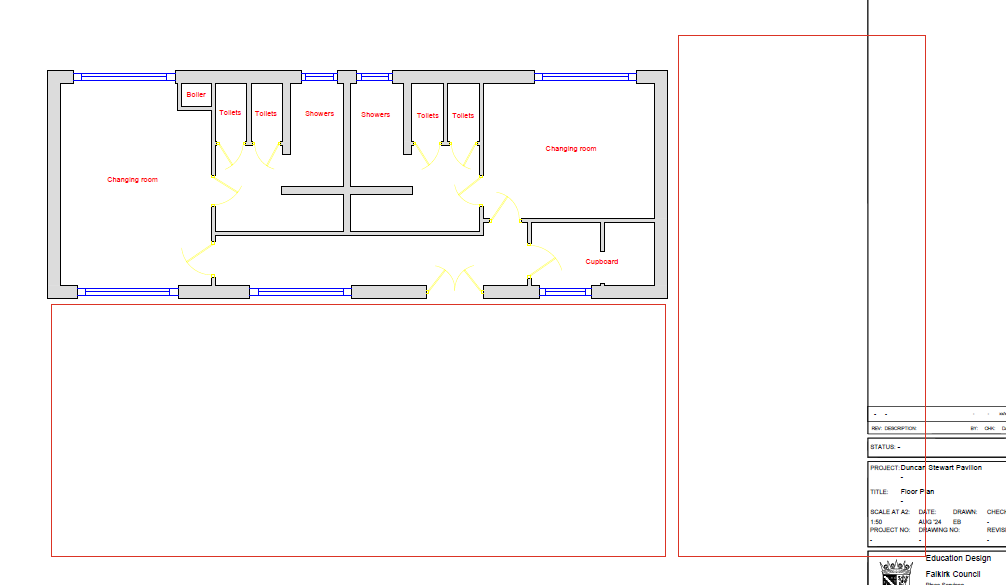 Boiler
Toilets
Toilets
Showers
Showers
Toilets
Toilets
Changing room
Changing room
Cupboard
REV: DESCRIPTION: BY: CHK:
STATUS: -
PROJECT: Duncan Stewart Pavilion
-
TITLE: Floor Plan
-
SCALE AT A2: DATE: DRAWN: CHECK
1:50 AUG '24 EB -
PROJECT NO: DRAWING NO: REVIS
- - -
Education Design
Falkirk Council